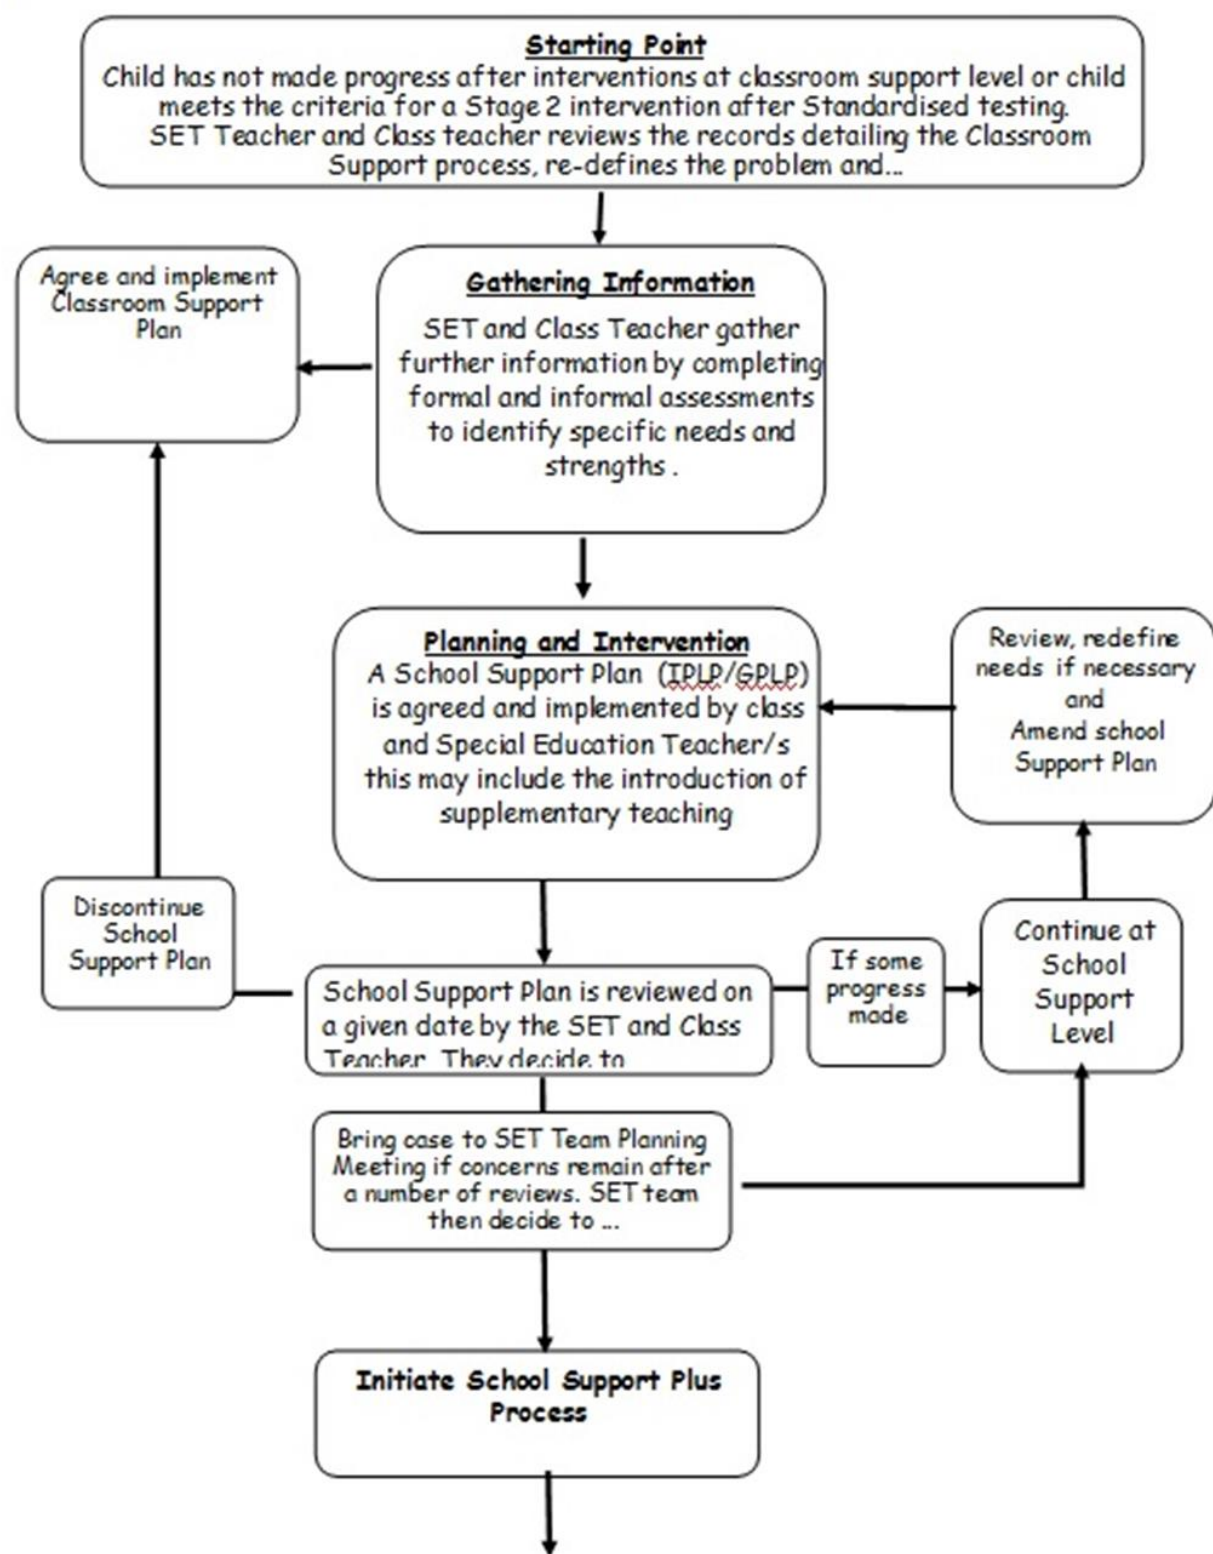 Starting Point
Child has not made progress after interventions at classroom support level or child
meets the criteria for a Stage 2 intervention after Standardised testing.
SET Teacher and Class teacher reviews the records detailing the Classroom
Support process, re-defines the problem and...
Agree and implement
Classroom Support
Plan
Gathering Information
SET and Class Teacher gather
further information by completing
formal and informal assessments
to identify specific needs and
strengths .
Planning and Intervention
A School Support Plan (IPLP/GPLP)
is agreed and implemented by class
and Special Education Teacher/s
this may include the introduction of
supplementary teaching
Review, redefine
needs if necessary
and
Amend school
Support Plan
Discontinue
School
Support Plan
School Support Plan is reviewed on
a given date by the SET and Class
Teacher. They decide to
If some
progress
made
Continue at
School
Support
Level
Bring case to SET Team Planning
Meeting if concerns remain after
a number of reviews. SET team
then decide to ...
Initiate School Support Plus
Process